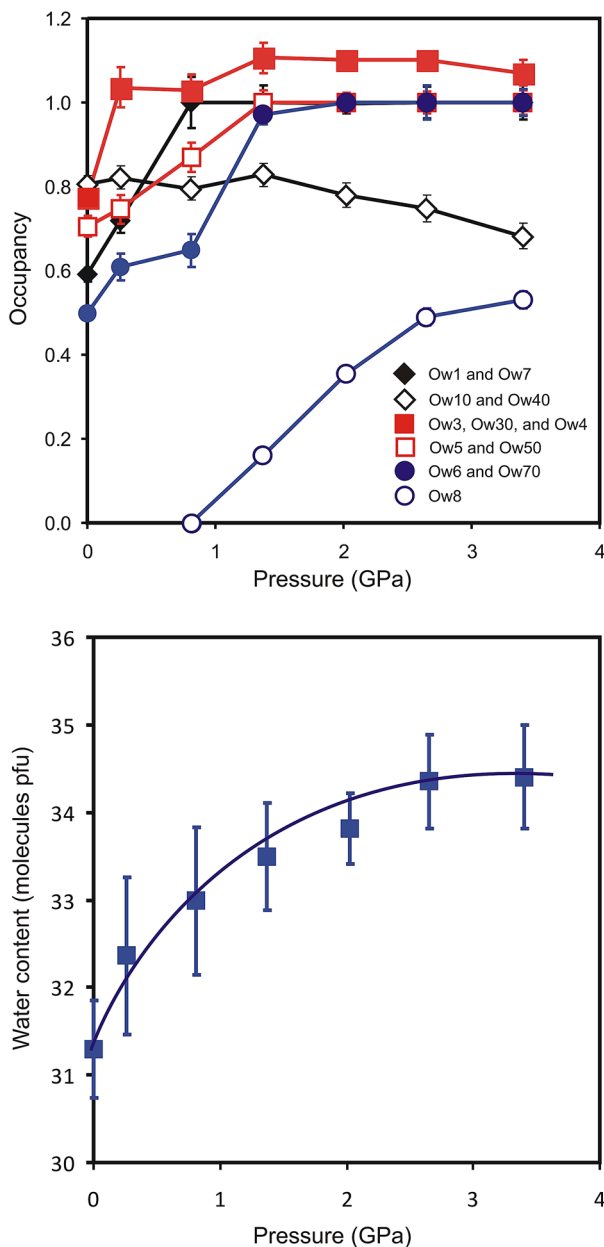 1.2
1.0
0.8
0.6
0.4
0.2
0.0
Occupancy
Ow1 and Ow7
Ow10 and Ow40
Ow3, Ow30, and Ow4
Ow5 and Ow50
Ow6 and Ow70
Ow8
0 1 2 3 4
Pressure (GPa)
36
35
34
33
32
31
30
Water content (molecules pfu)
0 1 2 3 4
Pressure (GPa)